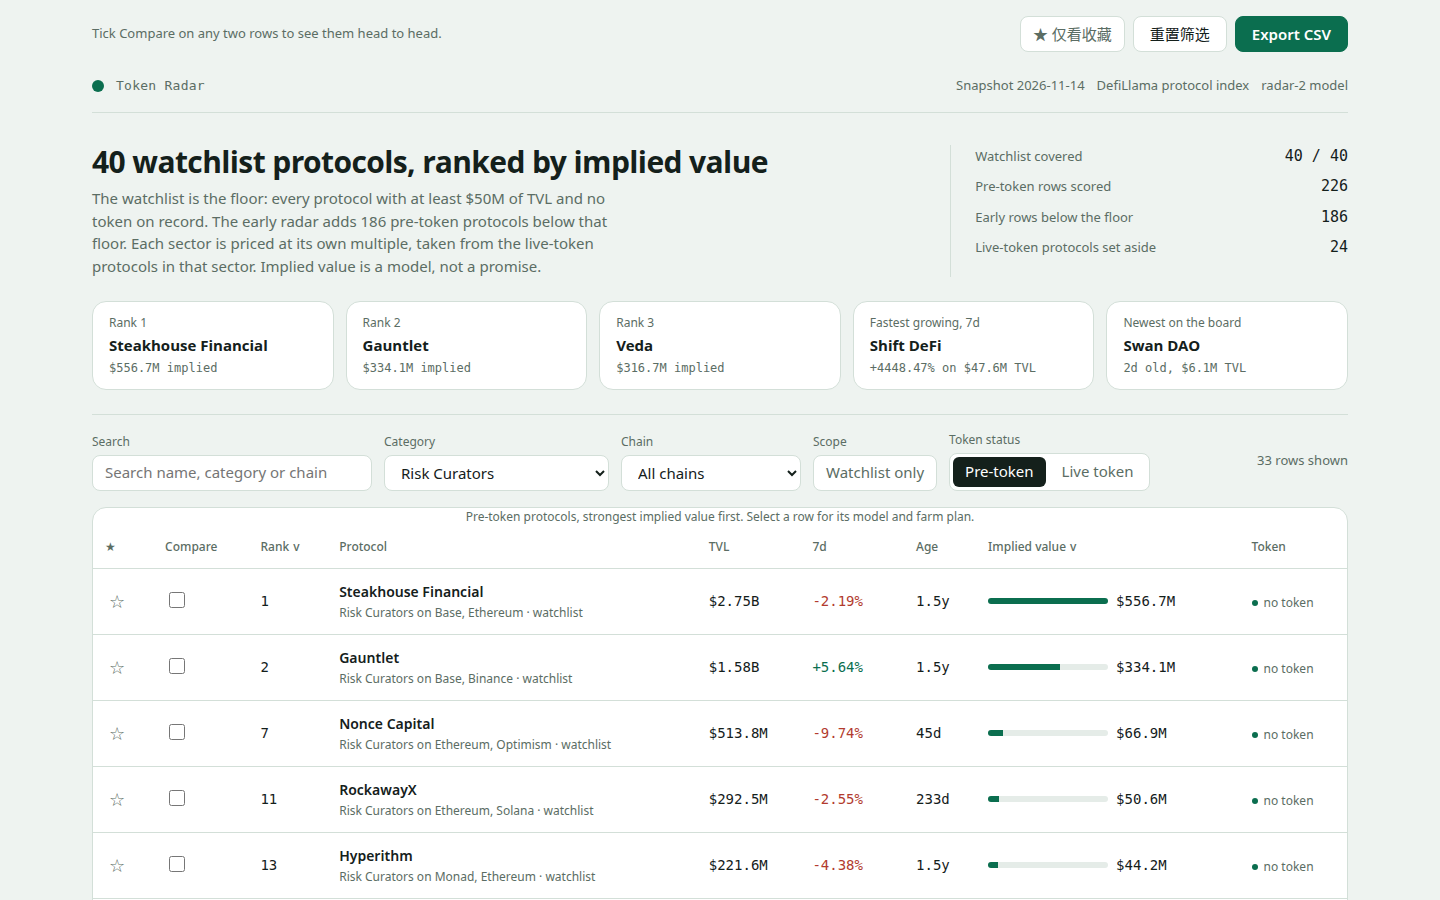 Tick Compare on any two rows to see them head to head.
★ 仅看收藏
重置筛选
Export CSV
Token Radar
Snapshot 2026-11-14 DefiLlama protocol index radar-2 model
40 watchlist protocols, ranked by implied value
The watchlist is the floor: every protocol with at least $50M of TVL and no
token on record. The early radar adds 186 pre-token protocols below that
floor. Each sector is priced at its own multiple, taken from the live-token
protocols in that sector. Implied value is a model, not a promise.
Watchlist covered 40 / 40
Pre-token rows scored 226
Early rows below the floor 186
Live-token protocols set aside 24
Rank 1
Steakhouse Financial
$556.7M implied
Rank 2
Gauntlet
$334.1M implied
Rank 3
Veda
$316.7M implied
Fastest growing, 7d
Shift DeFi
+4448.47% on $47.6M TVL
Newest on the board
Swan DAO
2d old, $6.1M TVL
Search
Search name, category or chain
Category
Risk Curators
Chain
All chains
Scope
Watchlist only
Token status
Pre-token Live token
33 rows shown
Pre-token protocols, strongest implied value first. Select a row for its model and farm plan.
★ Compare Rank v Protocol TVL 7d Age Implied value v Token
☆ 1 Steakhouse Financial $2.75B -2.19% 1.5y $556.7M no token
Risk Curators on Base, Ethereum · watchlist
☆ 2 Gauntlet $1.58B +5.64% 1.5y $334.1M no token
Risk Curators on Base, Binance · watchlist
☆ 7 Nonce Capital $513.8M -9.74% 45d $66.9M no token
Risk Curators on Ethereum, Optimism · watchlist
☆ 11 RockawayX $292.5M -2.55% 233d $50.6M no token
Risk Curators on Ethereum, Solana · watchlist
☆ 13 Hyperithm $221.6M -4.38% 1.5y $44.2M no token
Risk Curators on Monad, Ethereum · watchlist